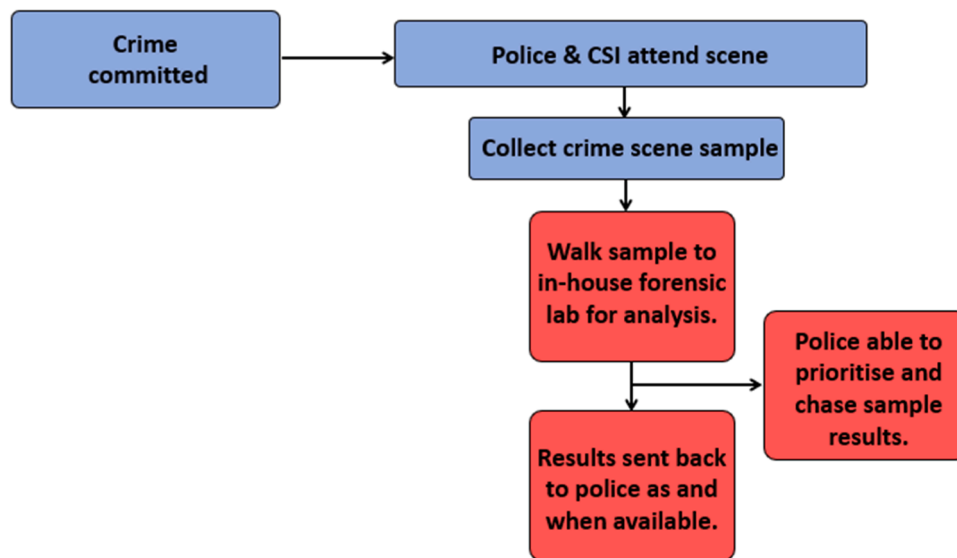 Crime
committed
Police & CSI attend scene
Collect crime scene sample
Walk sample to
in-house forensic
lab for analysis.
Police able to
prioritise and
chase sample
results.
Results sent back
to police as and
when available.